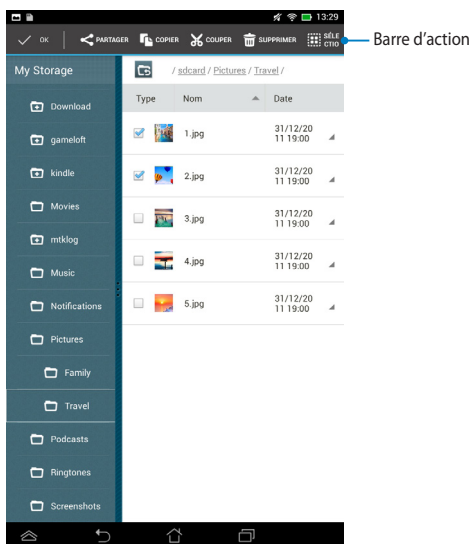 13:29
OK PARTAGER COPIER COUPER SUPPRIMER SÉLE
CTIO
Barre d'action
My Storage
/ sdcard / Pictures / Travel /
Type Nom Date
Download
gameloft
kindle
Movies
mtklog
Music
Notifications
Pictures
Family
Travel
Podcasts
Ringtones
Screenshots
1.jpg 31/12/20
11 19:00
2.jpg 31/12/20
11 19:00
3.jpg 31/12/20
11 19:00
4.jpg 31/12/20
11 19:00
5.jpg 31/12/20
11 19:00